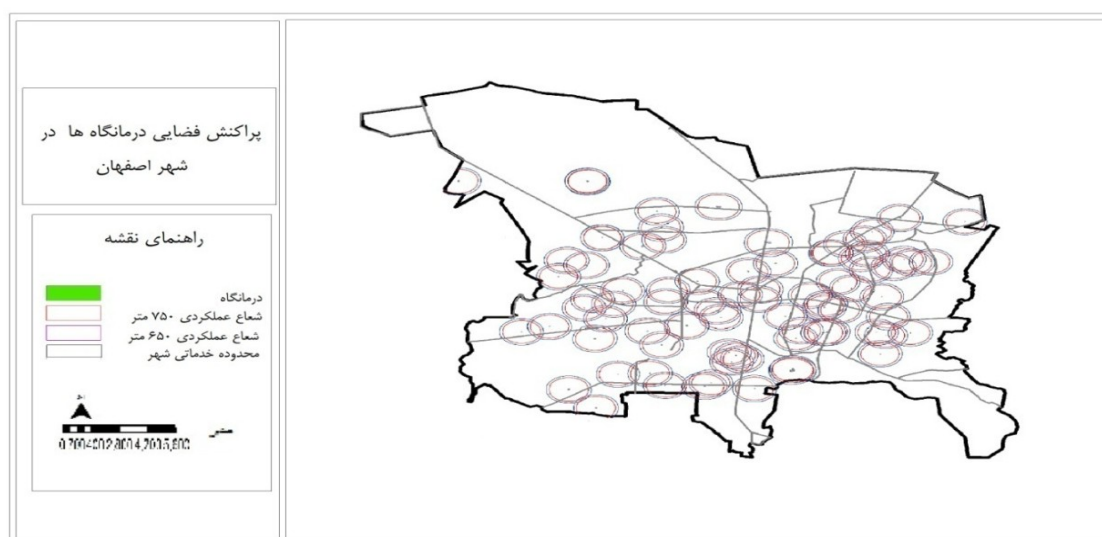 پراکنش فضایی درمانگاه ها در
شهر اصفهان
راهنمای نقشه
درمانگاه
شعاع عملکردی ۷۵۰ متر
شعاع عملکردی ۶۵۰ متر
محدوده خدماتی شهر
متر